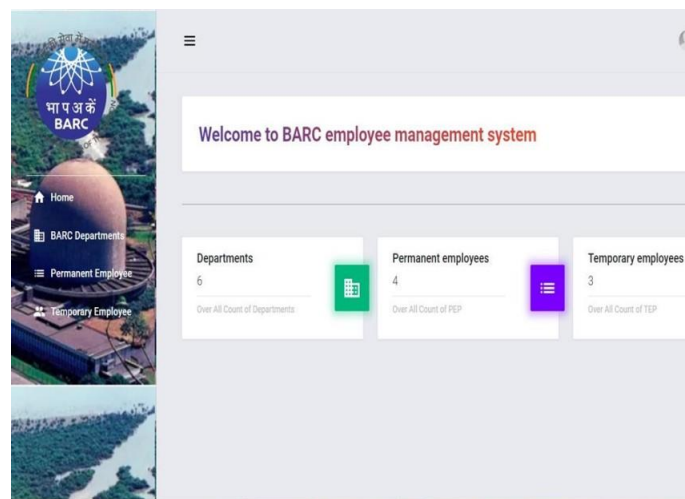 भा प अ कें
BARC
Home
BARC Departments
Permanent Employee
Temporary Employee
Welcome to BARC employee management system
Departments
6
Over All Count of Departments
Permanent employees
4
Over All Count of PEP
Temporary employees
3
Over All Count of TEP